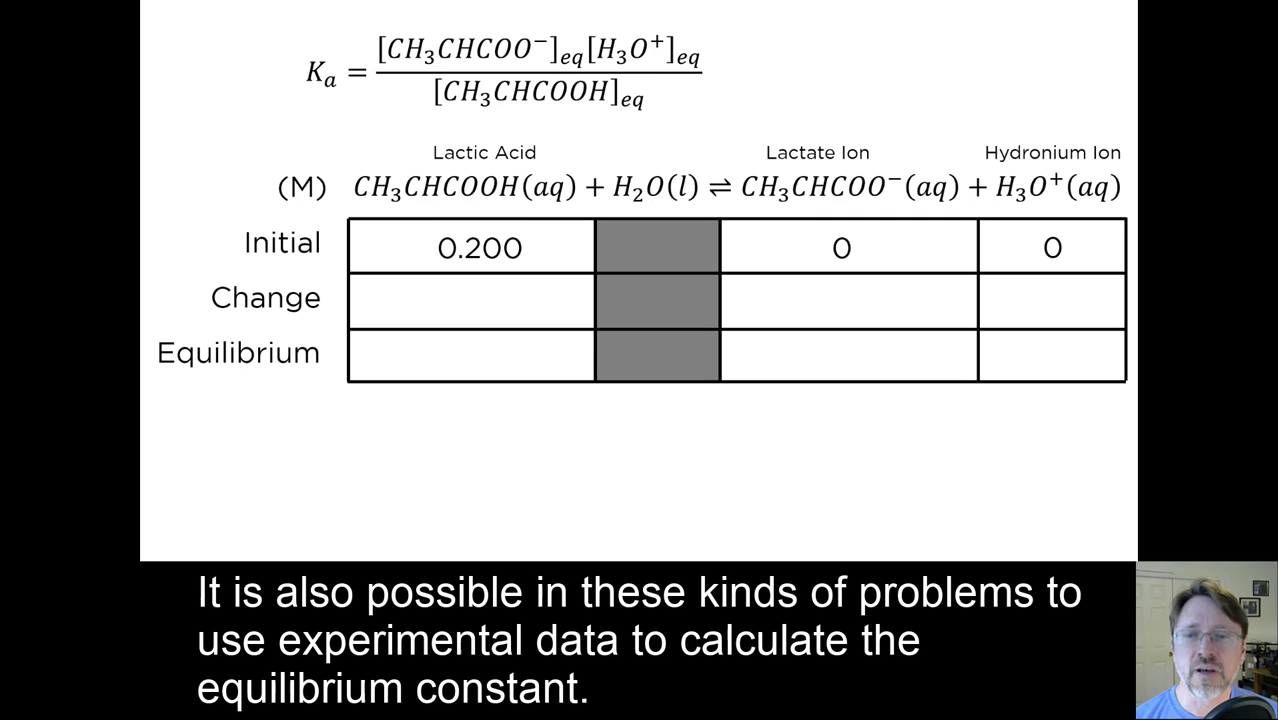 Kₐ = [CH₃CHCOO⁻]ₑq[H₃O⁺]ₑq
[CH₃CHCOOH]ₑq
Lactic Acid Lactate Ion Hydronium Ion
(M) CH₃CHCOOH(aq) + H₂O(l) ⇌ CH₃CHCOO⁻(aq) + H₃O⁺(aq)
Initial 0.200 0 0
Change
Equilibrium
It is also possible in these kinds of problems to
use experimental data to calculate the
equilibrium constant.